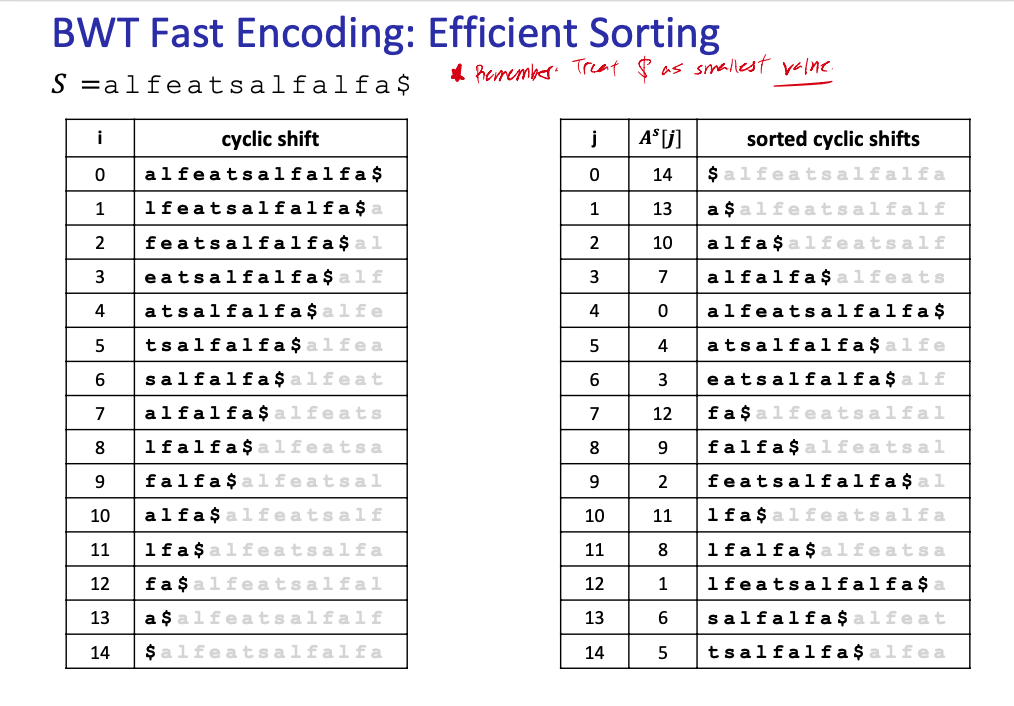 BWT Fast Encoding: Efficient Sorting
S =alfeatsalfalfa$
* Remember: Treat $ as smallest value.
i cyclic shift
0 alfeatsalfalfa$
1 lfeatsalfalfa$a
2 featsalfalfa$al
3 eatsalfalfa$alf
4 atsalfalfa$alfe
5 tsalfalfa$alfea
6 salfalfa$alfeat
7 alfalfa$alfeats
8 lfalfa$alfeatsa
9 falfa$alfeatsal
10 alfa$alfeatsalf
11 lfa$alfeatsalfa
12 fa$alfeatsalfal
13 a$alfeatsalfalf
14 $alfeatsalfalfa
j Aˢ[j] sorted cyclic shifts
0 14 $alfeatsalfalfa
1 13 a$alfeatsalfalf
2 10 alfa$alfeatsalf
3 7 alfalfa$alfeats
4 0 alfeatsalfalfa$
5 4 atsalfalfa$alfe
6 3 eatsalfalfa$alf
7 12 fa$alfeatsalfal
8 9 falfa$alfeatsal
9 2 featsalfalfa$al
10 11 lfa$alfeatsalfa
11 8 lfalfa$alfeatsa
12 1 lfeatsalfalfa$a
13 6 salfalfa$alfeat
14 5 tsalfalfa$alfea